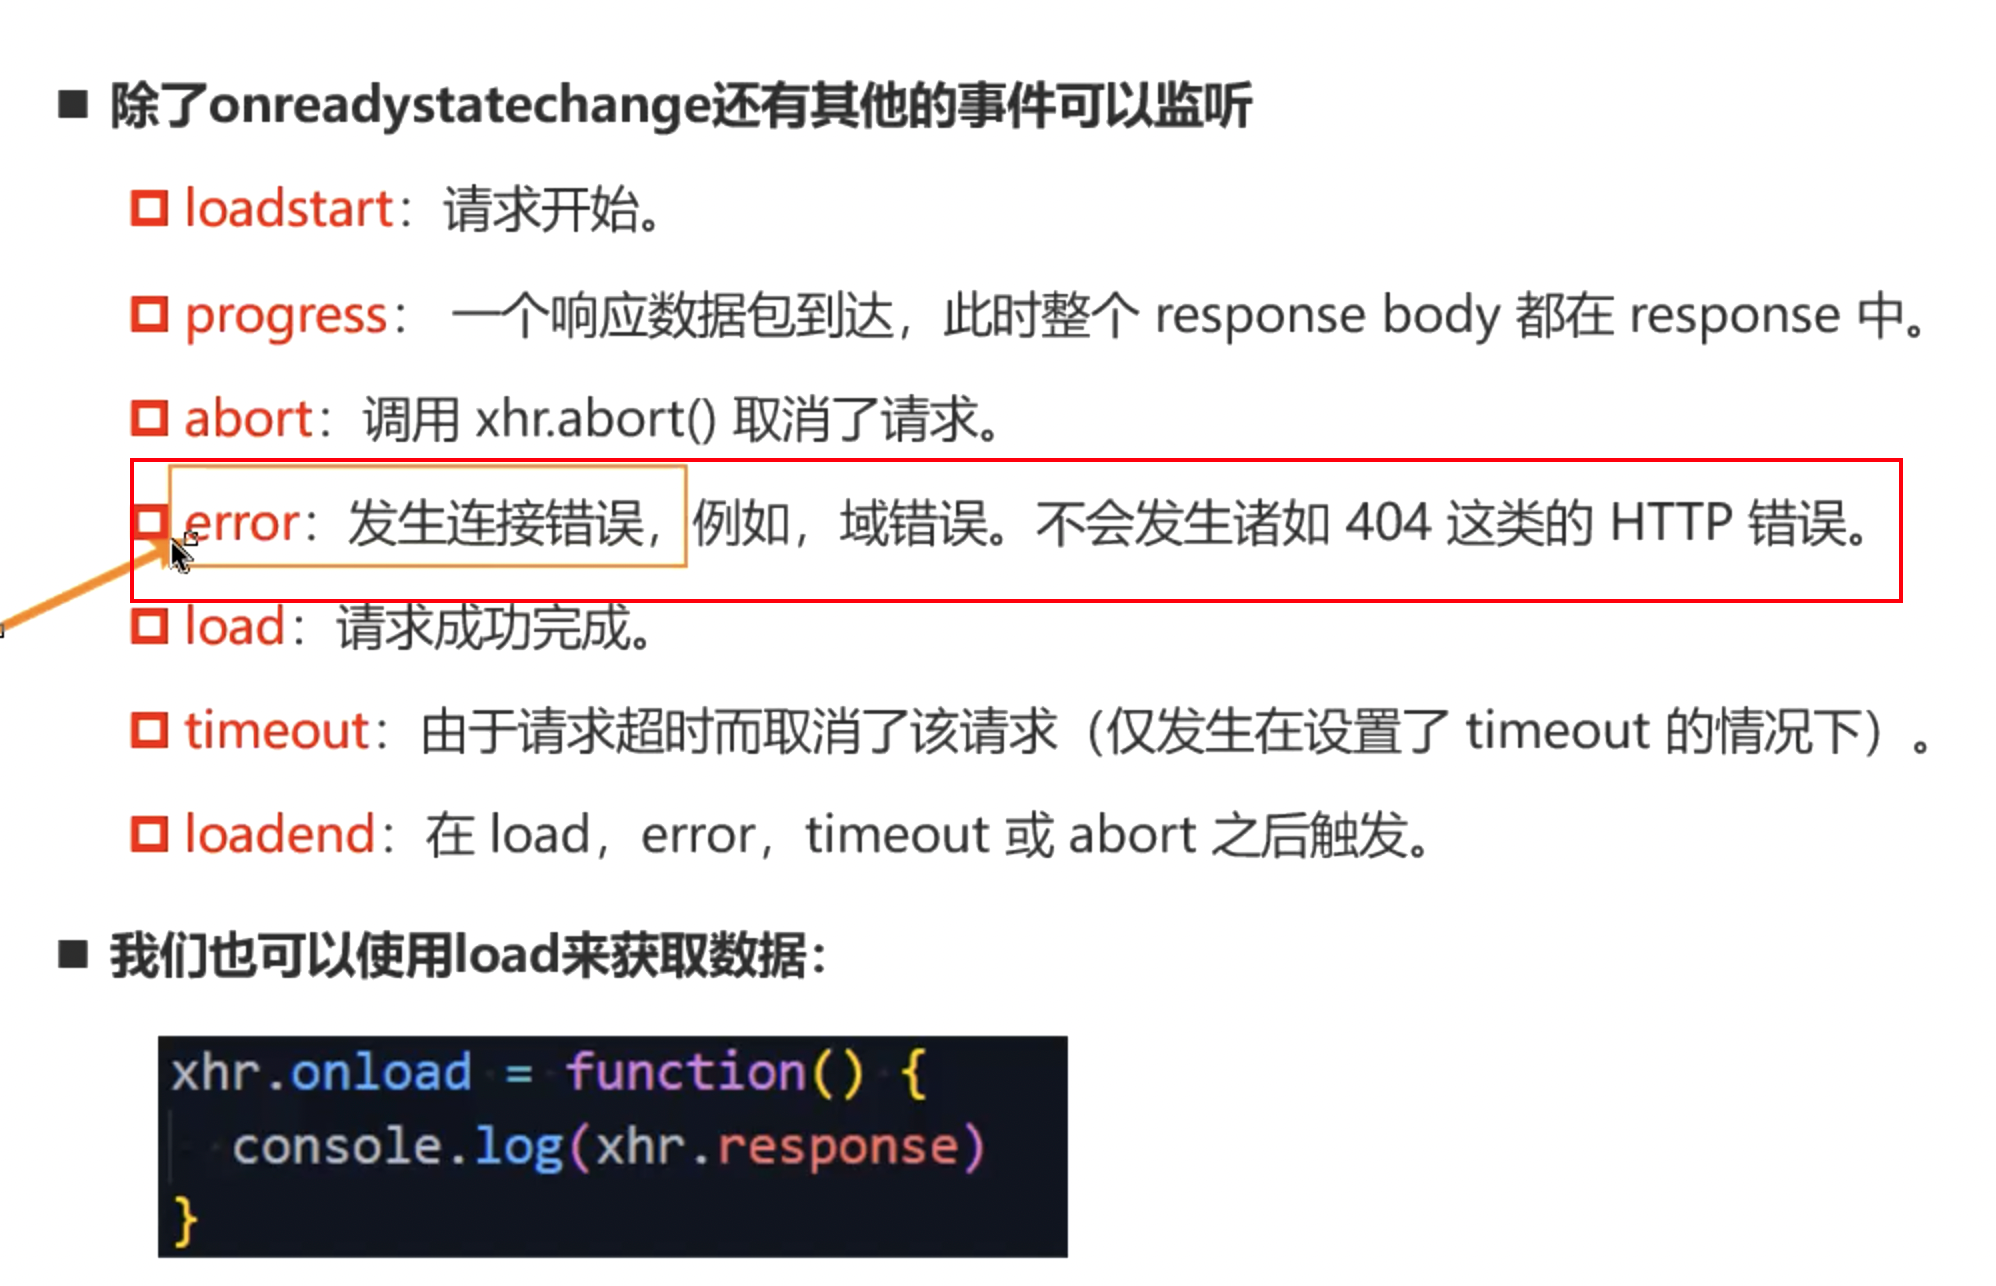 除了onreadystatechange还有其他的事件可以监听
loadstart：请求开始。
progress： 一个响应数据包到达，此时整个 response body 都在 response 中。
abort：调用 xhr.abort() 取消了请求。
error：发生连接错误，例如，域错误。不会发生诸如 404 这类的 HTTP 错误。
load：请求成功完成。
timeout：由于请求超时而取消了该请求（仅发生在设置了 timeout 的情况下）。
loadend：在 load，error，timeout 或 abort 之后触发。
我们也可以使用load来获取数据：
xhr.onload = function() {
  console.log(xhr.response)
}